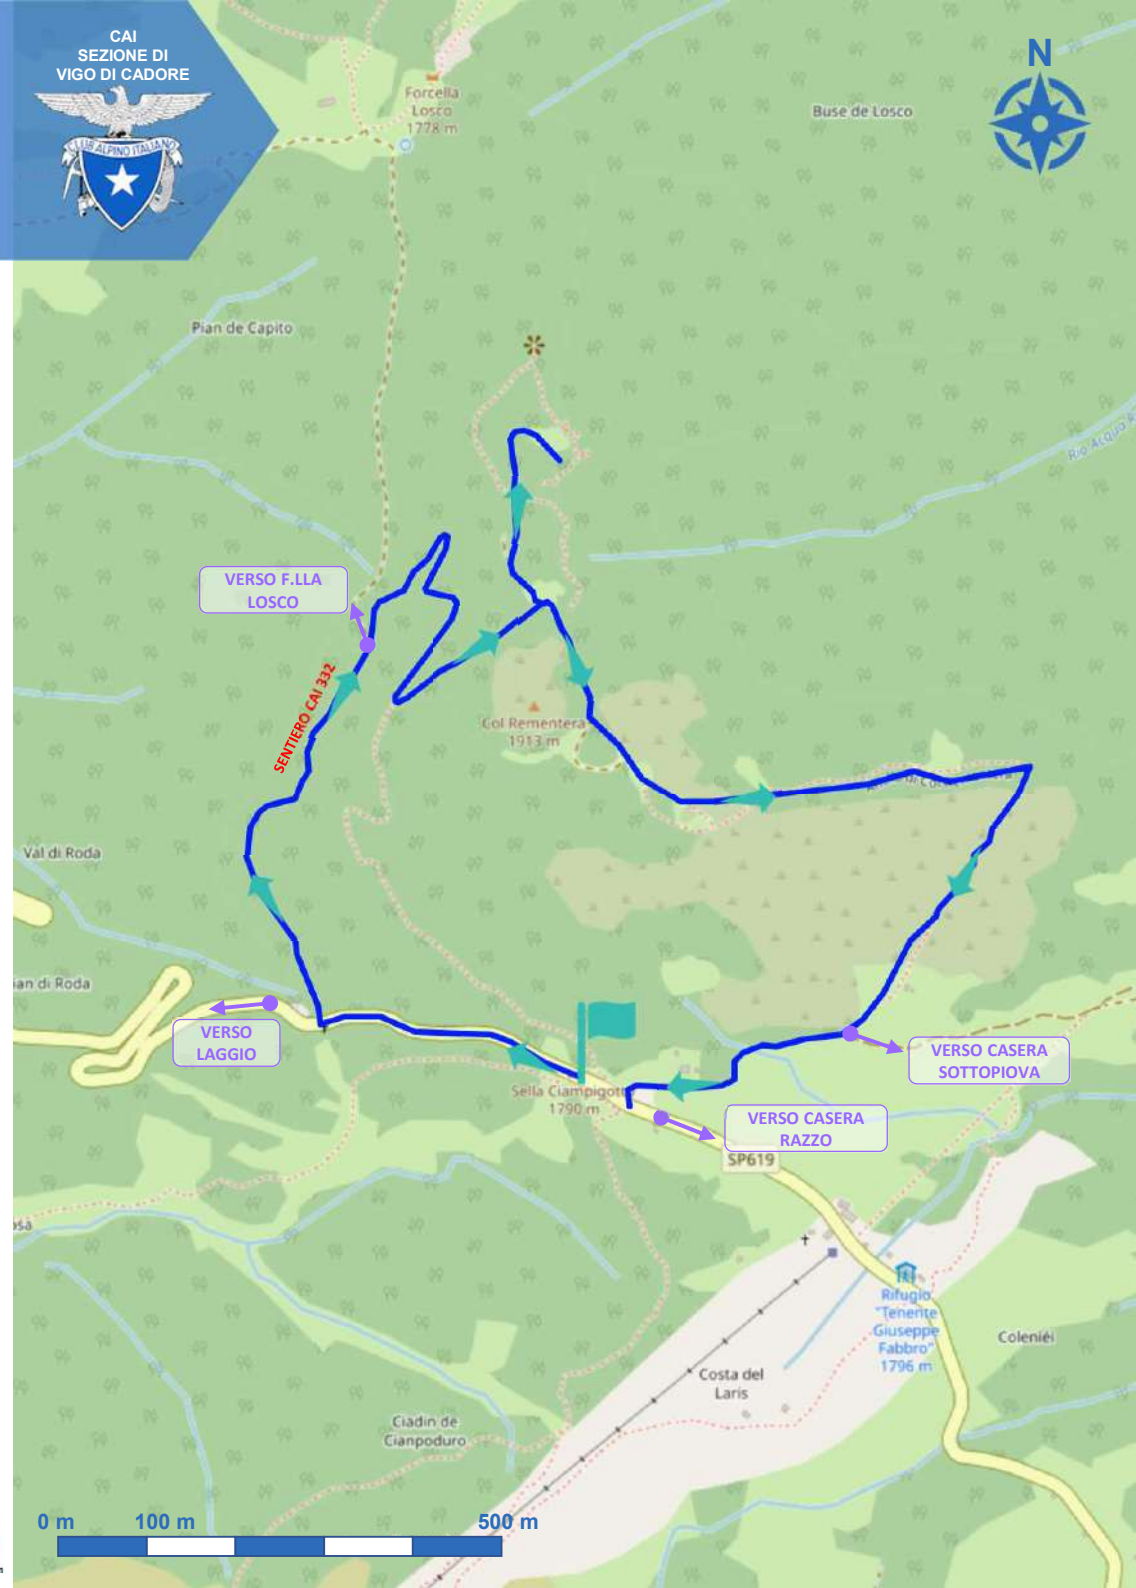 CAI
SEZIONE DI
VIGO DI CADORE
CLUB ALPINO ITALIANO
N
Forcella
Losco
1778 m
Buse de Losco
Pian de Capito
VERSO F.LLA
LOSCO
SENTIERO CAI 332
Col Rementera
1913 m
Val di Roda
VERSO
LAGGIO
Sella Ciampigotto
1790 m
VERSO CASERA
SOTTOPIOVA
VERSO CASERA
RAZZO
SP619
Rifugio
"Tenente
Giuseppe
Fabbro"
1796 m
Coleniéi
Costa del
Laris
Ciadin de
Cianpoduro
0 m 100 m 500 m